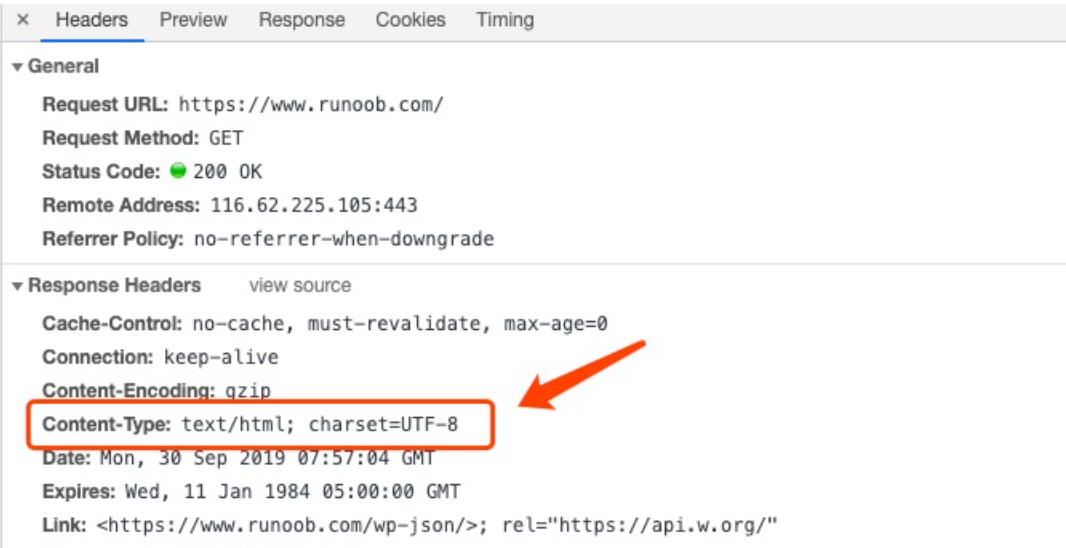 × Headers Preview Response Cookies Timing
▼ General
Request URL: https://www.runoob.com/
Request Method: GET
Status Code: 200 OK
Remote Address: 116.62.225.105:443
Referrer Policy: no-referrer-when-downgrade
▼ Response Headers view source
Cache-Control: no-cache, must-revalidate, max-age=0
Connection: keep-alive
Content-Encoding: gzip
Content-Type: text/html; charset=UTF-8
Date: Mon, 30 Sep 2019 07:57:04 GMT
Expires: Wed, 11 Jan 1984 05:00:00 GMT
Link: <https://www.runoob.com/wp-json/>; rel="https://api.w.org/"